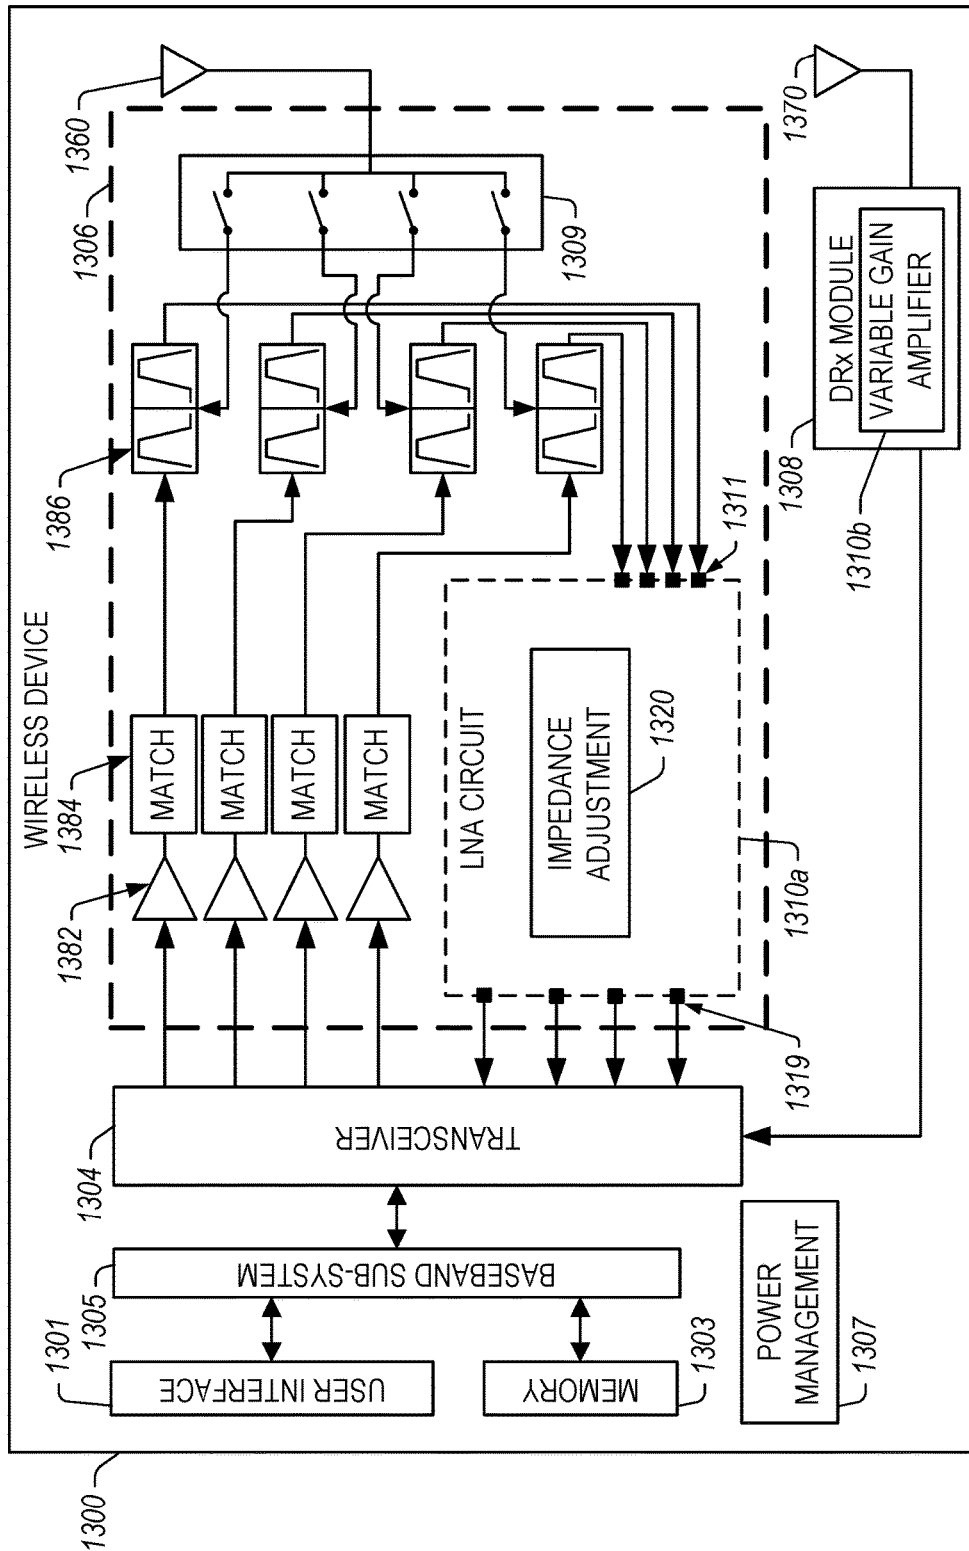 1300
WIRELESS DEVICE
1306
1360
1386
1384
MATCH
MATCH
MATCH
MATCH
1382
1309
1304
TRANSCEIVER
1305
BASEBAND SUB-SYSTEM
1301
USER INTERFACE
MEMORY
1303
LNA CIRCUIT
IMPEDANCE
ADJUSTMENT
1320
1311
1310a
1319
POWER
MANAGEMENT
1307
1370
DRx MODULE
VARIABLE GAIN
AMPLIFIER
1308
1310b